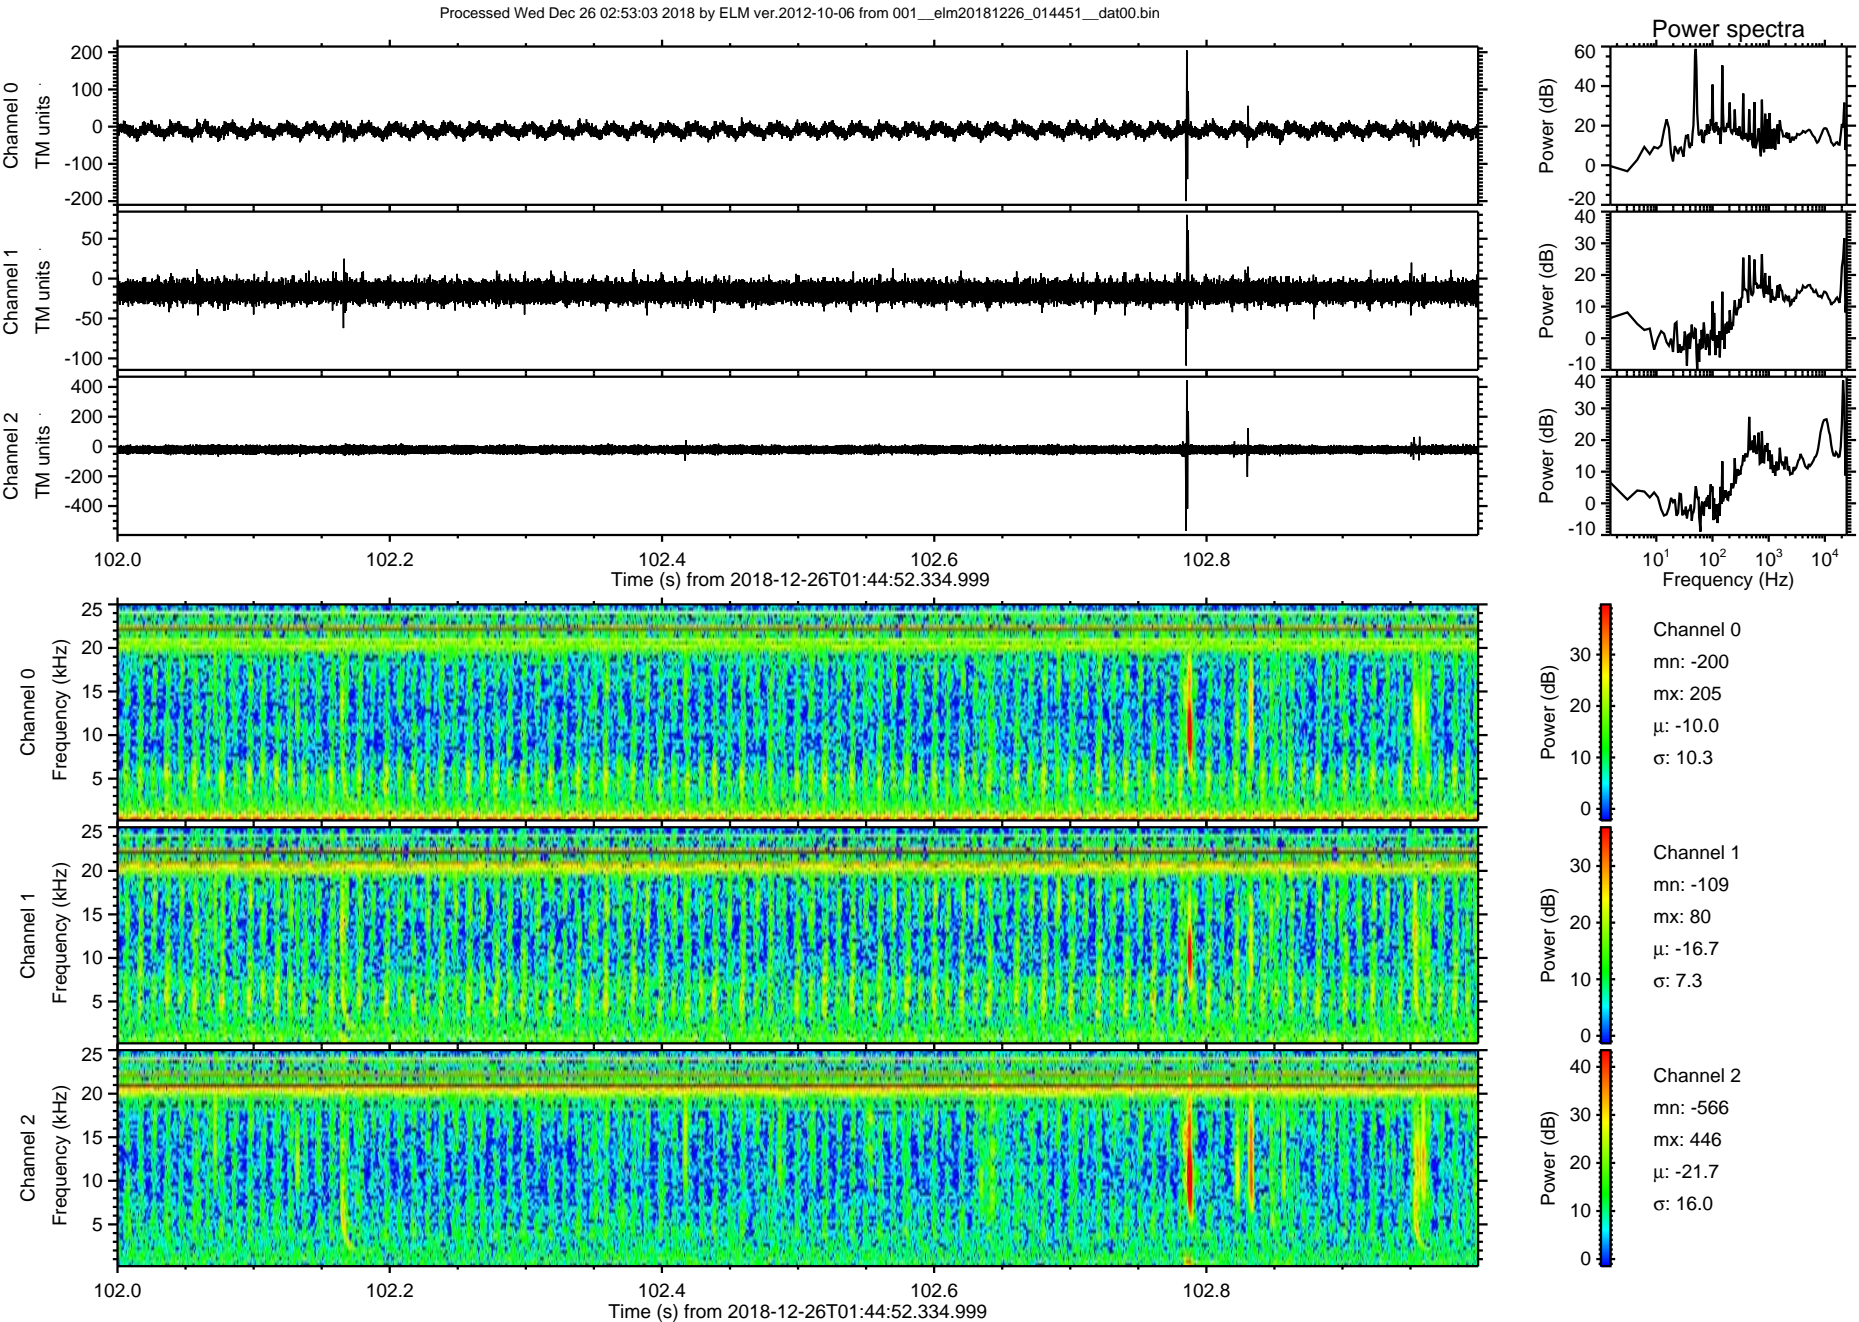 Processed Wed Dec 26 02:53:03 2018 by ELM ver.2012-10-06 from 001__elm20181226_014451__dat00.bin
Power spectra
Channel 0
TM units
200
100
0
-100
-200
Power (dB)
60
40
20
0
-20
Channel 1
TM units
50
0
-50
-100
Power (dB)
40
30
20
10
0
-10
Channel 2
TM units
400
200
0
-200
-400
Power (dB)
40
30
20
10
0
-10
102.0 102.2 102.4 102.6 102.8
Time (s) from 2018-12-26T01:44:52.334.999
10^1 10^2 10^3 10^4
Frequency (Hz)
Channel 0
Frequency (kHz)
25
20
15
10
5
Power (dB)
30
20
10
0
Channel 0
mn: -200
mx: 205
μ: -10.0
σ: 10.3
Channel 1
Frequency (kHz)
25
20
15
10
5
Power (dB)
30
20
10
0
Channel 1
mn: -109
mx: 80
μ: -16.7
σ: 7.3
Channel 2
Frequency (kHz)
25
20
15
10
5
Power (dB)
40
30
20
10
0
Channel 2
mn: -566
mx: 446
μ: -21.7
σ: 16.0
102.0 102.2 102.4 102.6 102.8
Time (s) from 2018-12-26T01:44:52.334.999